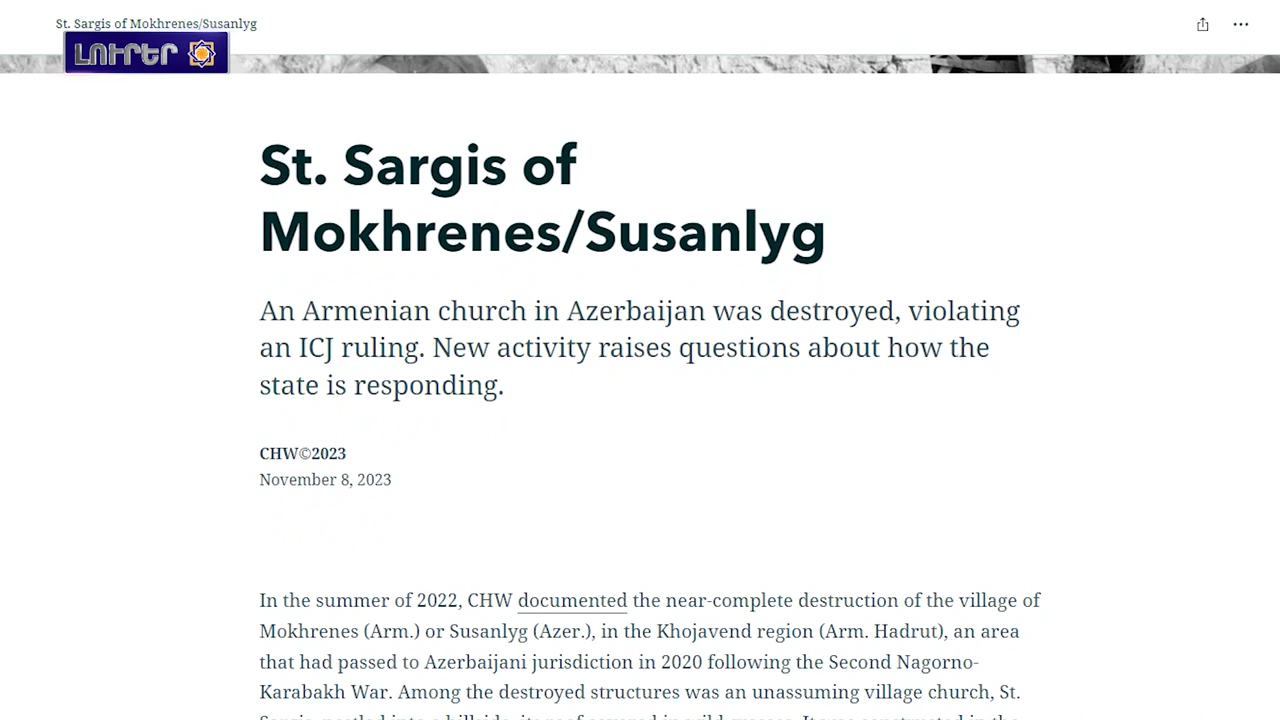 St. Sargis of Mokhrenes/Susanlyg
ԼՈՒՐԵՐ
St. Sargis of
Mokhrenes/Susanlyg
An Armenian church in Azerbaijan was destroyed, violating
an ICJ ruling. New activity raises questions about how the
state is responding.
CHW©2023
November 8, 2023
In the summer of 2022, CHW documented the near-complete destruction of the village of
Mokhrenes (Arm.) or Susanlyg (Azer.), in the Khojavend region (Arm. Hadrut), an area
that had passed to Azerbaijani jurisdiction in 2020 following the Second Nagorno-
Karabakh War. Among the destroyed structures was an unassuming village church, St.